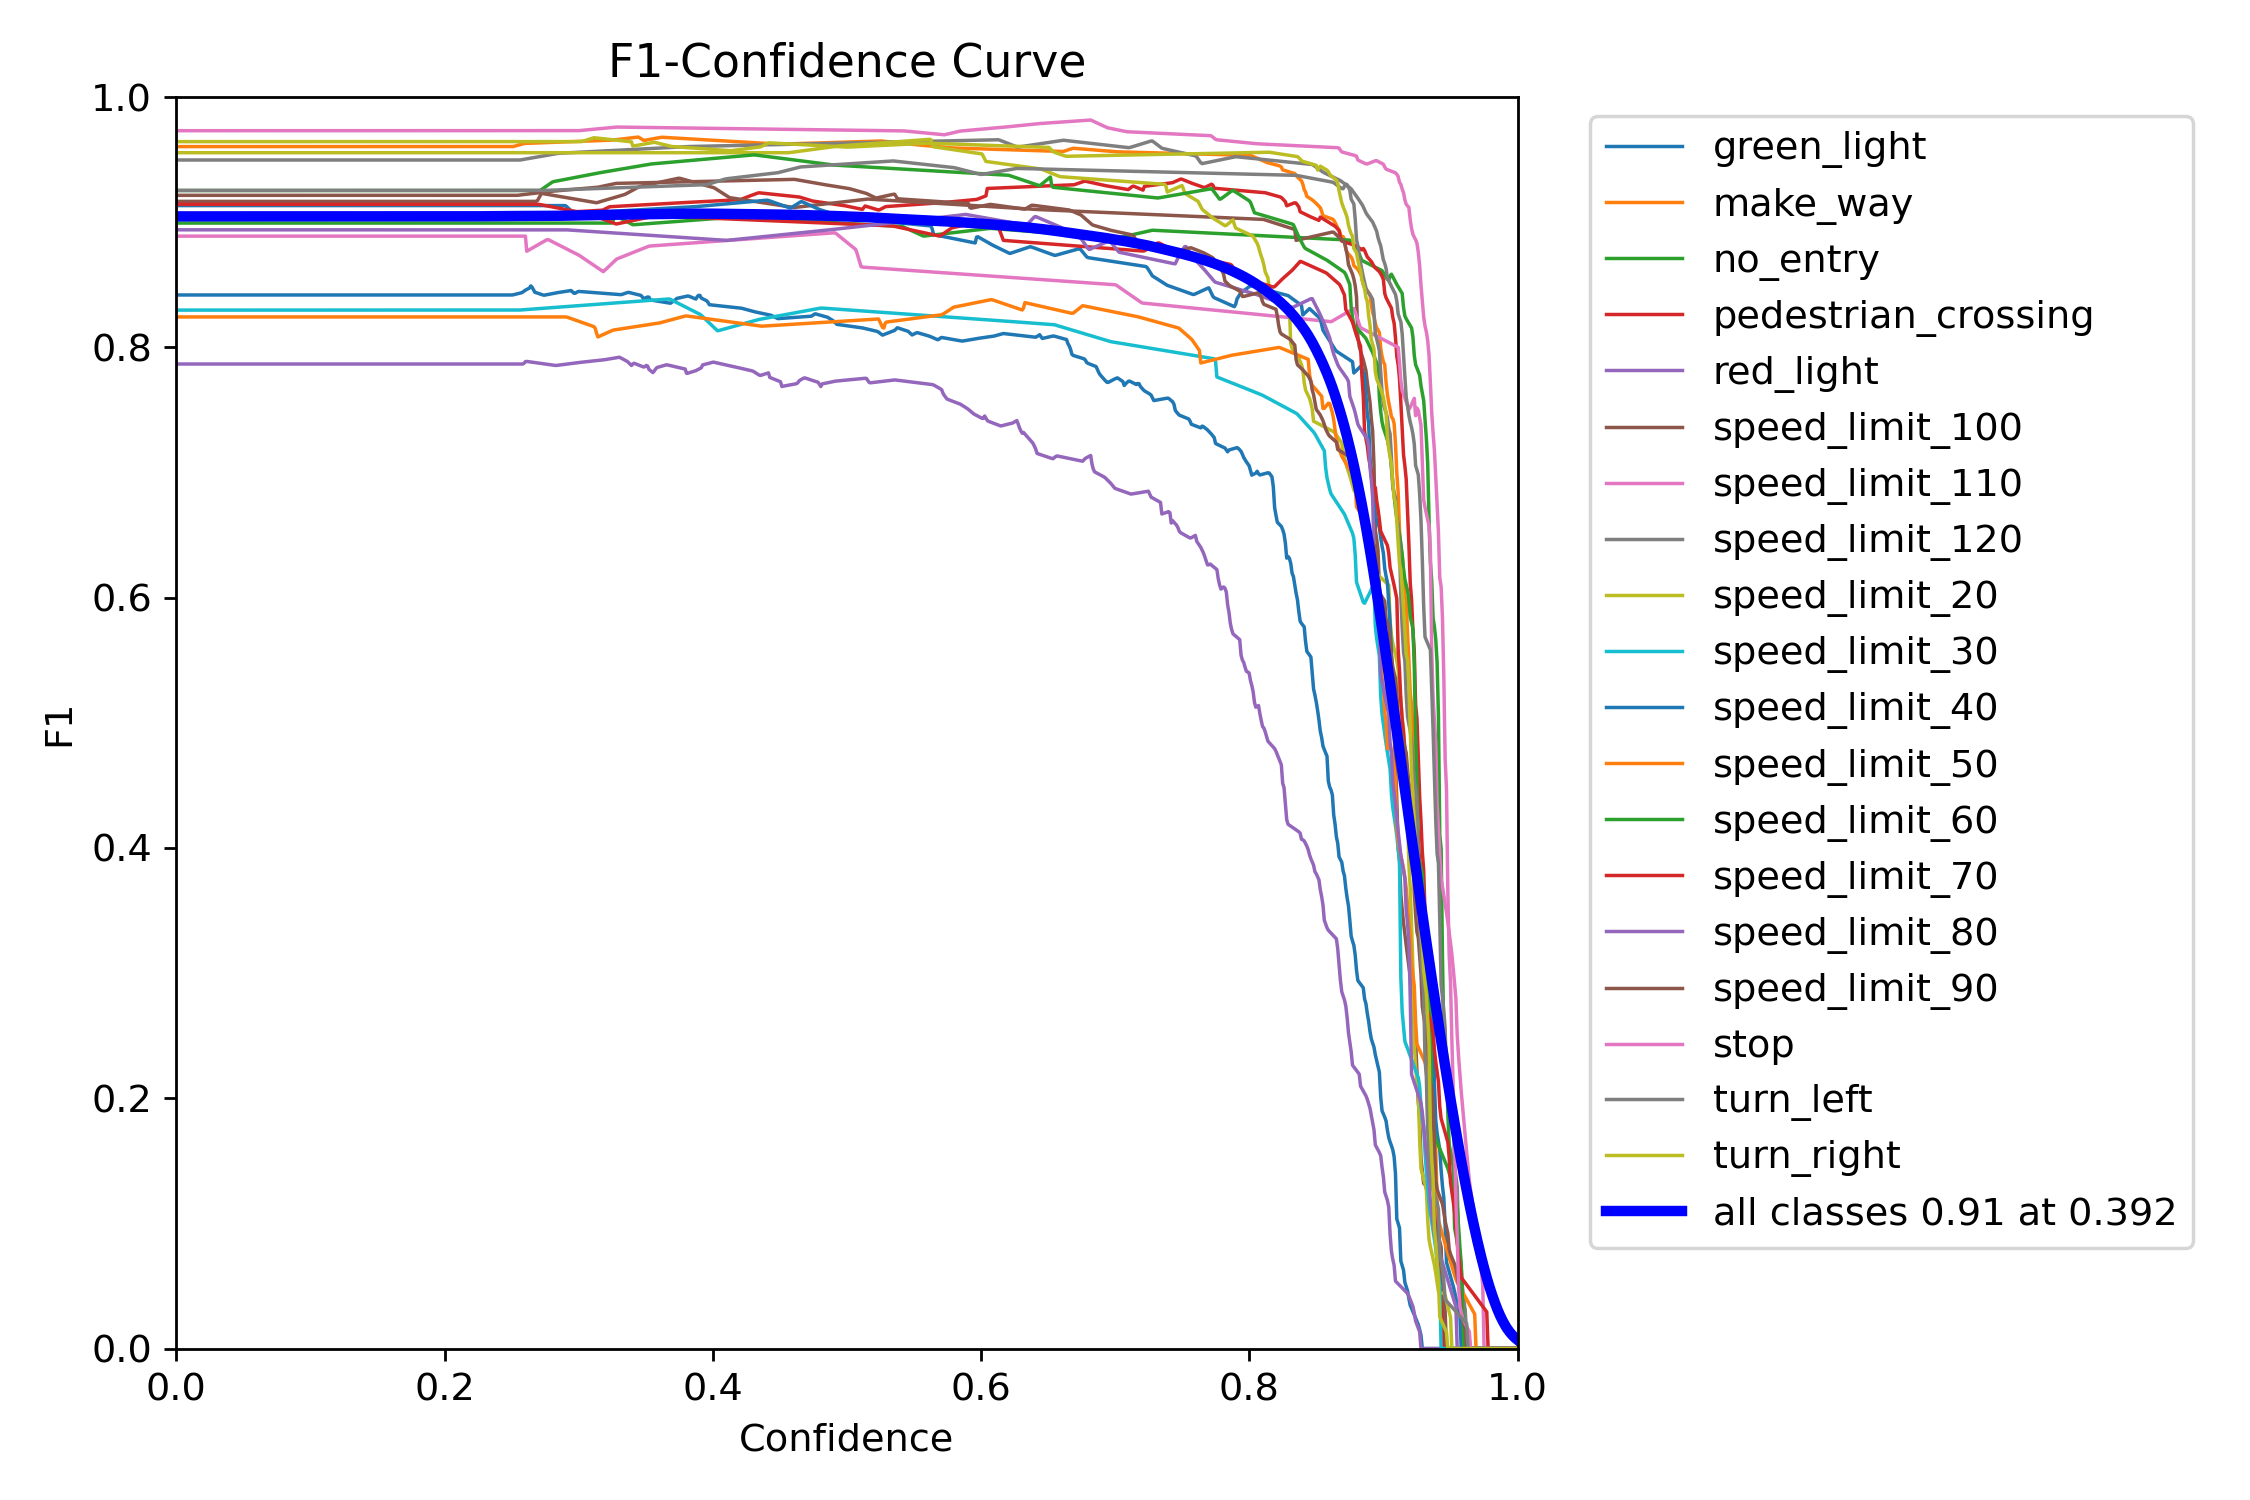 F1-Confidence Curve
1.0
0.8
0.6
0.4
0.2
0.0
F1
0.0 0.2 0.4 0.6 0.8 1.0
Confidence
green_light
make_way
no_entry
pedestrian_crossing
red_light
speed_limit_100
speed_limit_110
speed_limit_120
speed_limit_20
speed_limit_30
speed_limit_40
speed_limit_50
speed_limit_60
speed_limit_70
speed_limit_80
speed_limit_90
stop
turn_left
turn_right
all classes 0.91 at 0.392